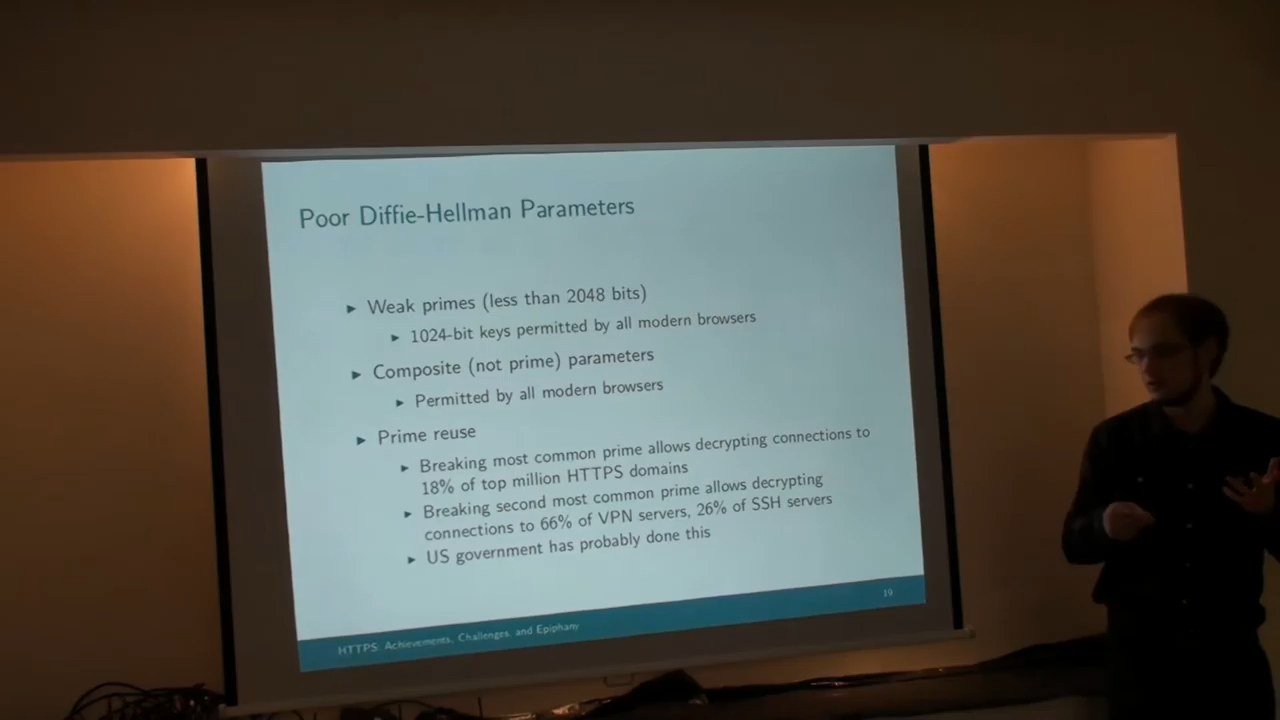 Poor Diffie-Hellman Parameters
► Weak primes (less than 2048 bits)
► 1024-bit keys permitted by all modern browsers
► Composite (not prime) parameters
► Permitted by all modern browsers
► Prime reuse
► Breaking most common prime allows decrypting connections to
18% of top million HTTPS domains
► Breaking second most common prime allows decrypting
connections to 66% of VPN servers, 26% of SSH servers
► US government has probably done this
19
HTTPS: Achievements, Challenges, and Epiphany